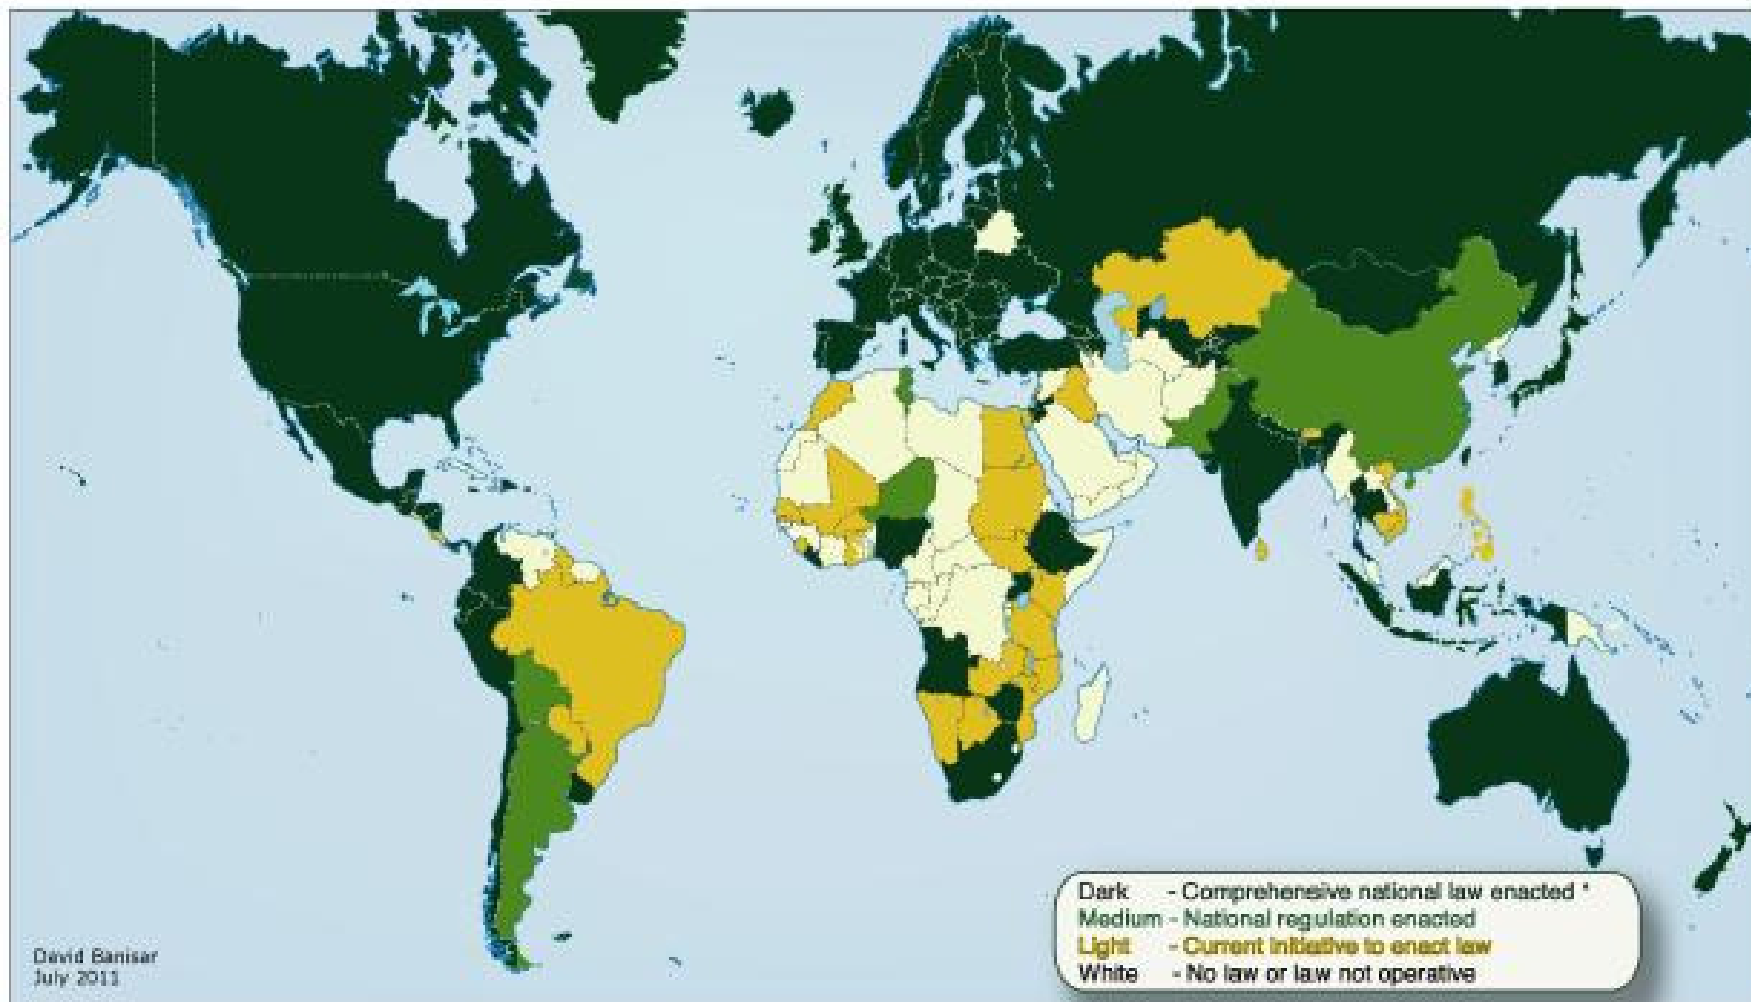 Dark - Comprehensive national law enacted *
Medium - National regulation enacted
Light - Current initiative to enact law
White - No law or law not operative
David Banisar
July 2011